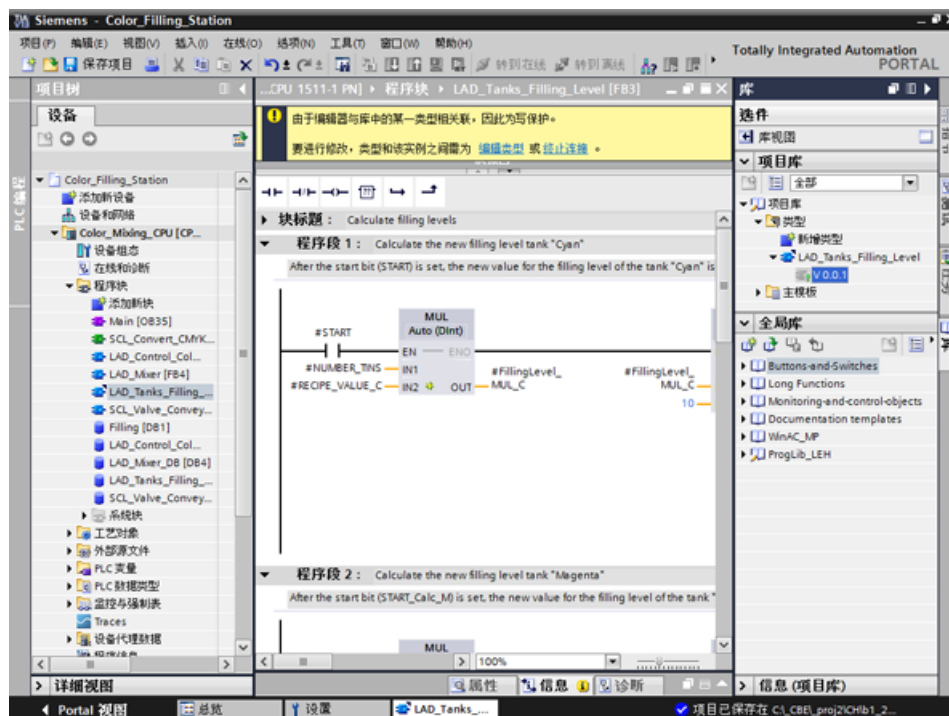 Siemens - Color_Filling_Station
项目(P) 编辑(E) 视图(V) 插入(I) 在线(O) 选项(N) 工具(T) 窗口(W) 帮助(H)
Totally Integrated Automation
PORTAL
保存项目 转到在线 转到离线
项目树
设备
Color_Filling_Station
添加新设备
设备和网络
Color_Mixing_CPU [CP...
设备组态
在线和诊断
程序块
添加新块
Main [OB35]
SCL_Convert_CMYK...
LAD_Control_Col...
LAD_Mixer [FB4]
LAD_Tanks_Filling_...
SCL_Valve_Convey...
Filling [DB1]
LAD_Control_Col...
LAD_Mixer_DB [DB4]
LAD_Tanks_Filling_...
SCL_Valve_Convey...
系统块
工艺对象
外部源文件
PLC 变量
PLC 数据类型
监控与强制表
Traces
设备代理数据
详细视图
PLC 编程
...CPU 1511-1 PN] ▸ 程序块 ▸ LAD_Tanks_Filling_Level [FB3]
由于编辑器与库中的某一类型相关联，因此为写保护。
要进行修改，类型和该实例之间需为 编辑类型 或 终止连接 。
块标题： Calculate filling levels
程序段 1： Calculate the new filling level tank "Cyan"
After the start bit (START) is set, the new value for the filling level of the tank "Cyan" is
MUL
Auto (DInt)
#START
EN ENO
#NUMBER_TINS IN1
#RECIPE_VALUE_C IN2 OUT
#FillingLevel_
MUL_C
#FillingLevel_
MUL_C
10
程序段 2： Calculate the new filling level tank "Magenta"
After the start bit (START_Calc_M) is set, the new value for the filling level of the tank "
MUL
100%
属性 信息 诊断
库
选件
库视图
项目库
全部
项目库
类型
新增类型
LAD_Tanks_Filling_Level
V 0.0.1
主模板
全局库
Buttons-and-Switches
Long Functions
Monitoring-and-control-objects
Documentation templates
WinAC_MP
ProgLib_LEH
信息 (项目库)
Portal 视图 总览 设置 LAD_Tanks_...